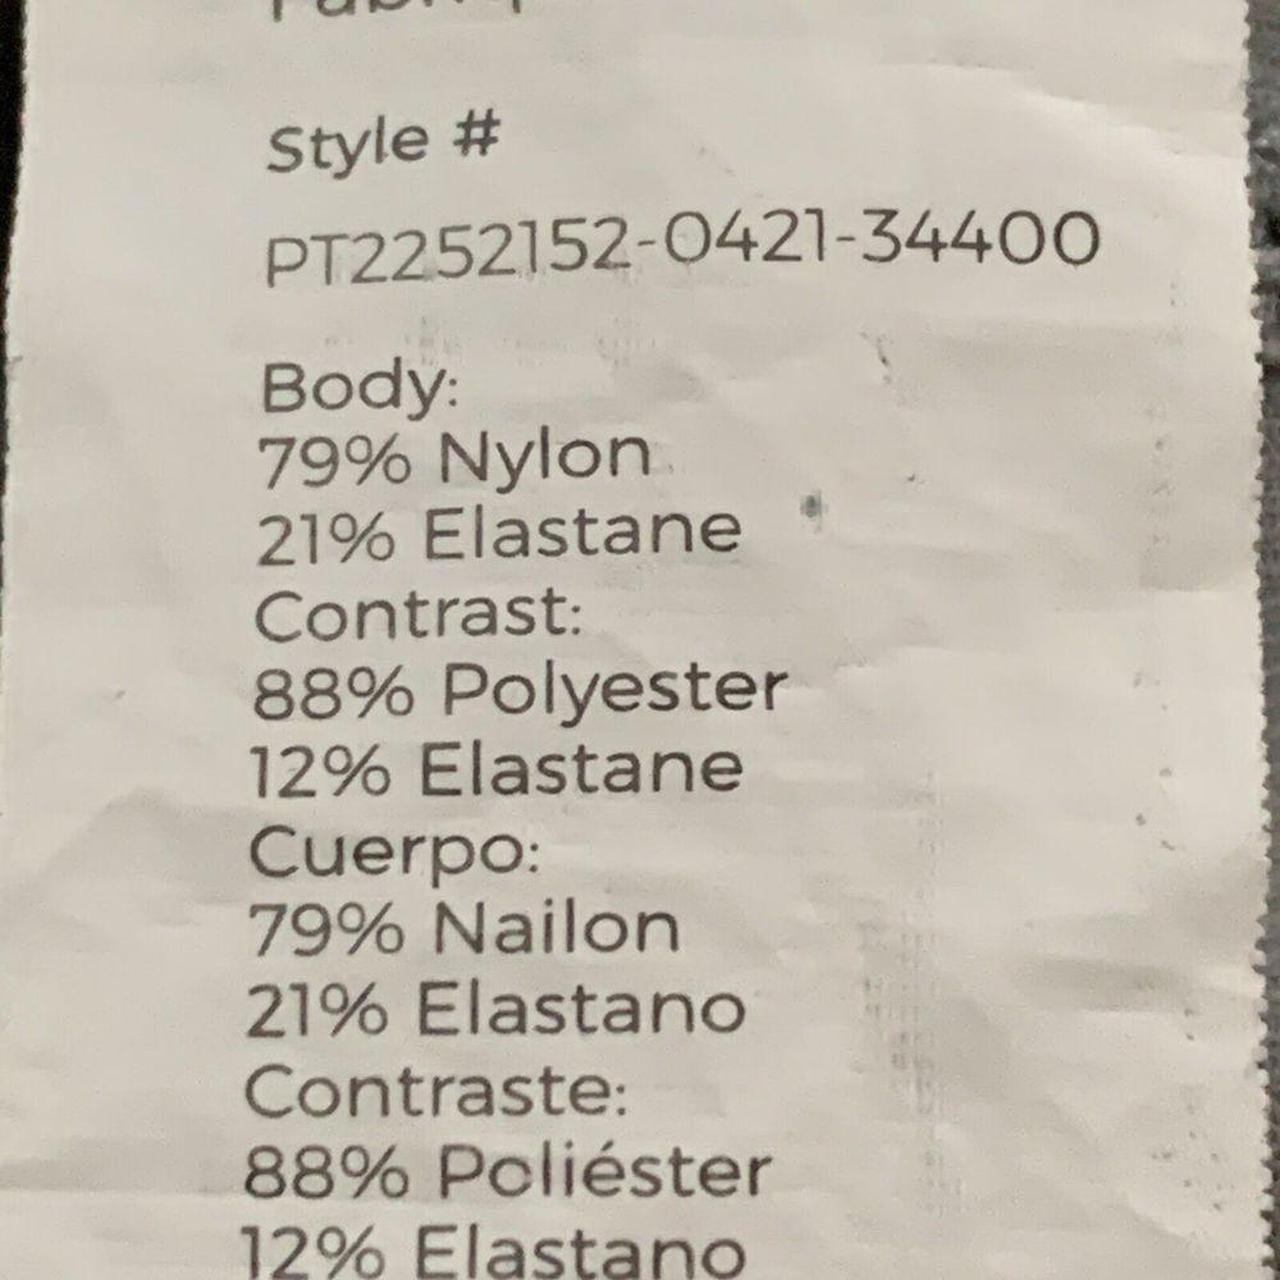 Style #
PT2252152-0421-34400
Body:
79% Nylon
21% Elastane
Contrast:
88% Polyester
12% Elastane
Cuerpo:
79% Nailon
21% Elastano
Contraste:
88% Poliéster
12% Elastano